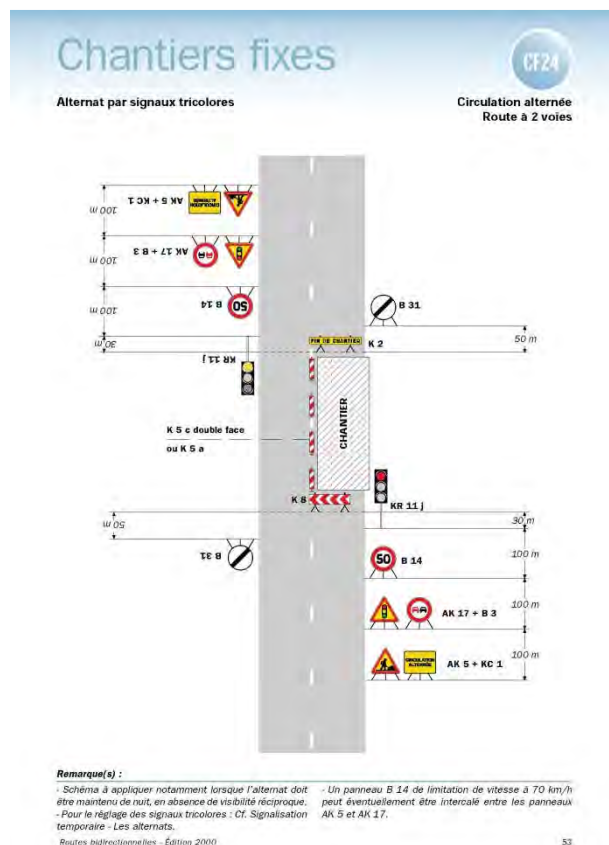 Chantiers fixes
CF24
Alternat par signaux tricolores
Circulation alternée
Route à 2 voies
AK 5 + KC 1
CIRCULATION
ALTERNÉE
100 m
AK 17 + B 3
100 m
B 14
50
100 m
B 31
30 m
KR 11 j
FIN DE CHANTIER
K 2
50 m
K 5 c double face
ou K 5 a
CHANTIER
K 8
KR 11 j
50 m
30 m
B 31
50
B 14
100 m
AK 17 + B 3
100 m
CIRCULATION
ALTERNÉE
AK 5 + KC 1
100 m
Remarque(s) :
- Schéma à appliquer notamment lorsque l'alternat doit
être maintenu de nuit, en absence de visibilité réciproque.
- Pour le réglage des signaux tricolores : Cf. Signalisation
temporaire - Les alternats.
- Un panneau B 14 de limitation de vitesse à 70 km/h
peut éventuellement être intercalé entre les panneaux
AK 5 et AK 17.
Routes bidirectionnelles - Édition 2000
53